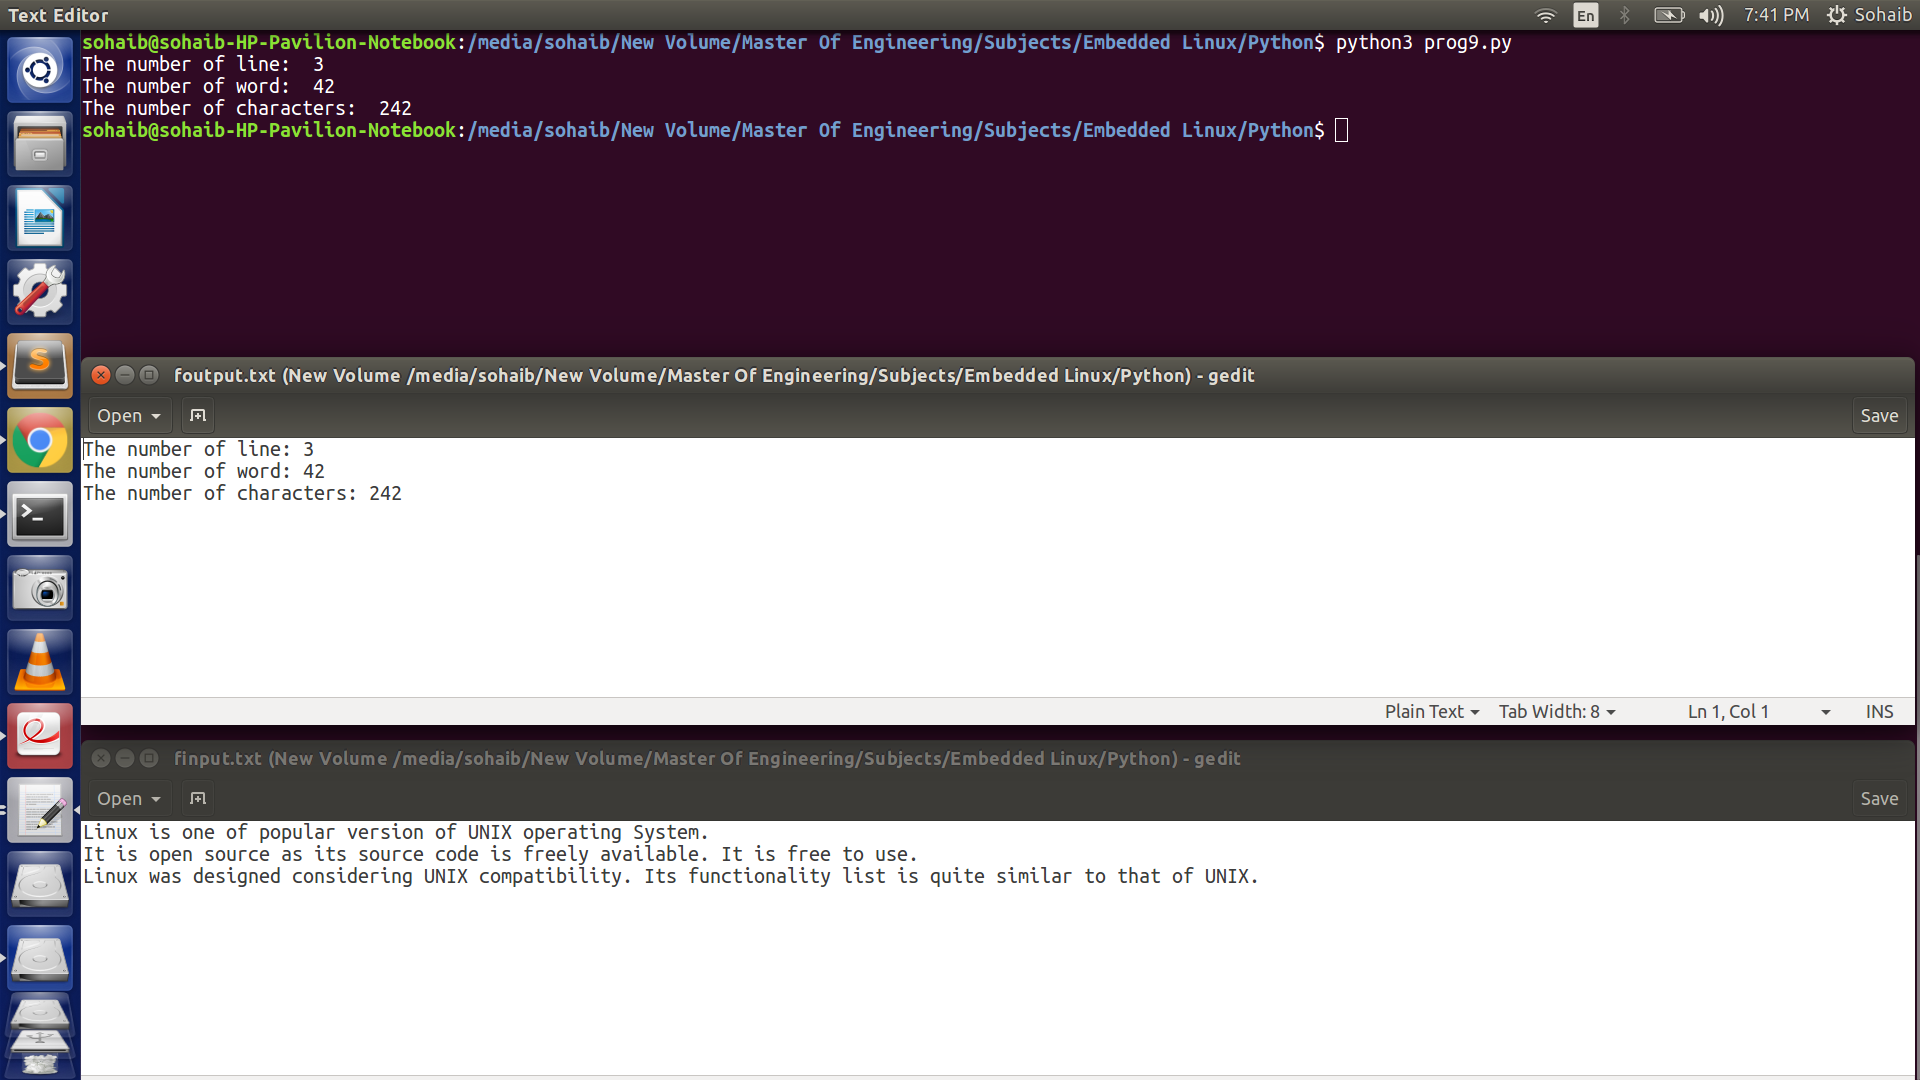 Text Editor
En
7:41 PM
Sohaib
sohaib@sohaib-HP-Pavilion-Notebook:/media/sohaib/New Volume/Master Of Engineering/Subjects/Embedded Linux/Python$ python3 prog9.py
The number of line:  3
The number of word:  42
The number of characters:  242
sohaib@sohaib-HP-Pavilion-Notebook:/media/sohaib/New Volume/Master Of Engineering/Subjects/Embedded Linux/Python$
foutput.txt (New Volume /media/sohaib/New Volume/Master Of Engineering/Subjects/Embedded Linux/Python) - gedit
Open
Save
The number of line: 3
The number of word: 42
The number of characters: 242
Plain Text
Tab Width: 8
Ln 1, Col 1
INS
finput.txt (New Volume /media/sohaib/New Volume/Master Of Engineering/Subjects/Embedded Linux/Python) - gedit
Open
Save
Linux is one of popular version of UNIX operating System.
It is open source as its source code is freely available. It is free to use.
Linux was designed considering UNIX compatibility. Its functionality list is quite similar to that of UNIX.